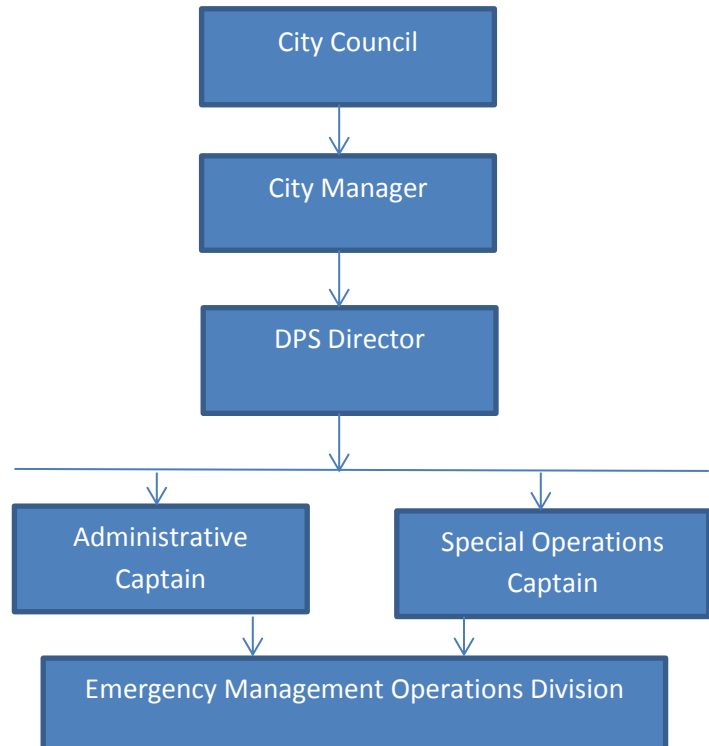 City Council
City Manager
DPS Director
Administrative
Captain
Special Operations
Captain
Emergency Management Operations Division